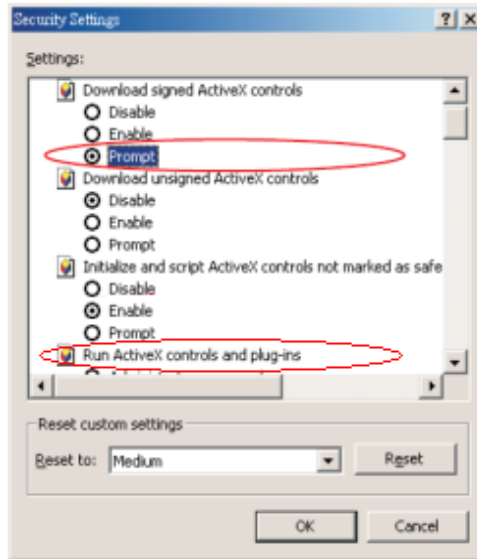 Security Settings
Settings:
Download signed ActiveX controls
Disable
Enable
Prompt
Download unsigned ActiveX controls
Disable
Enable
Prompt
Initialize and script ActiveX controls not marked as safe
Disable
Enable
Prompt
Run ActiveX controls and plug-ins
Reset custom settings
Reset to: Medium Reset
OK Cancel